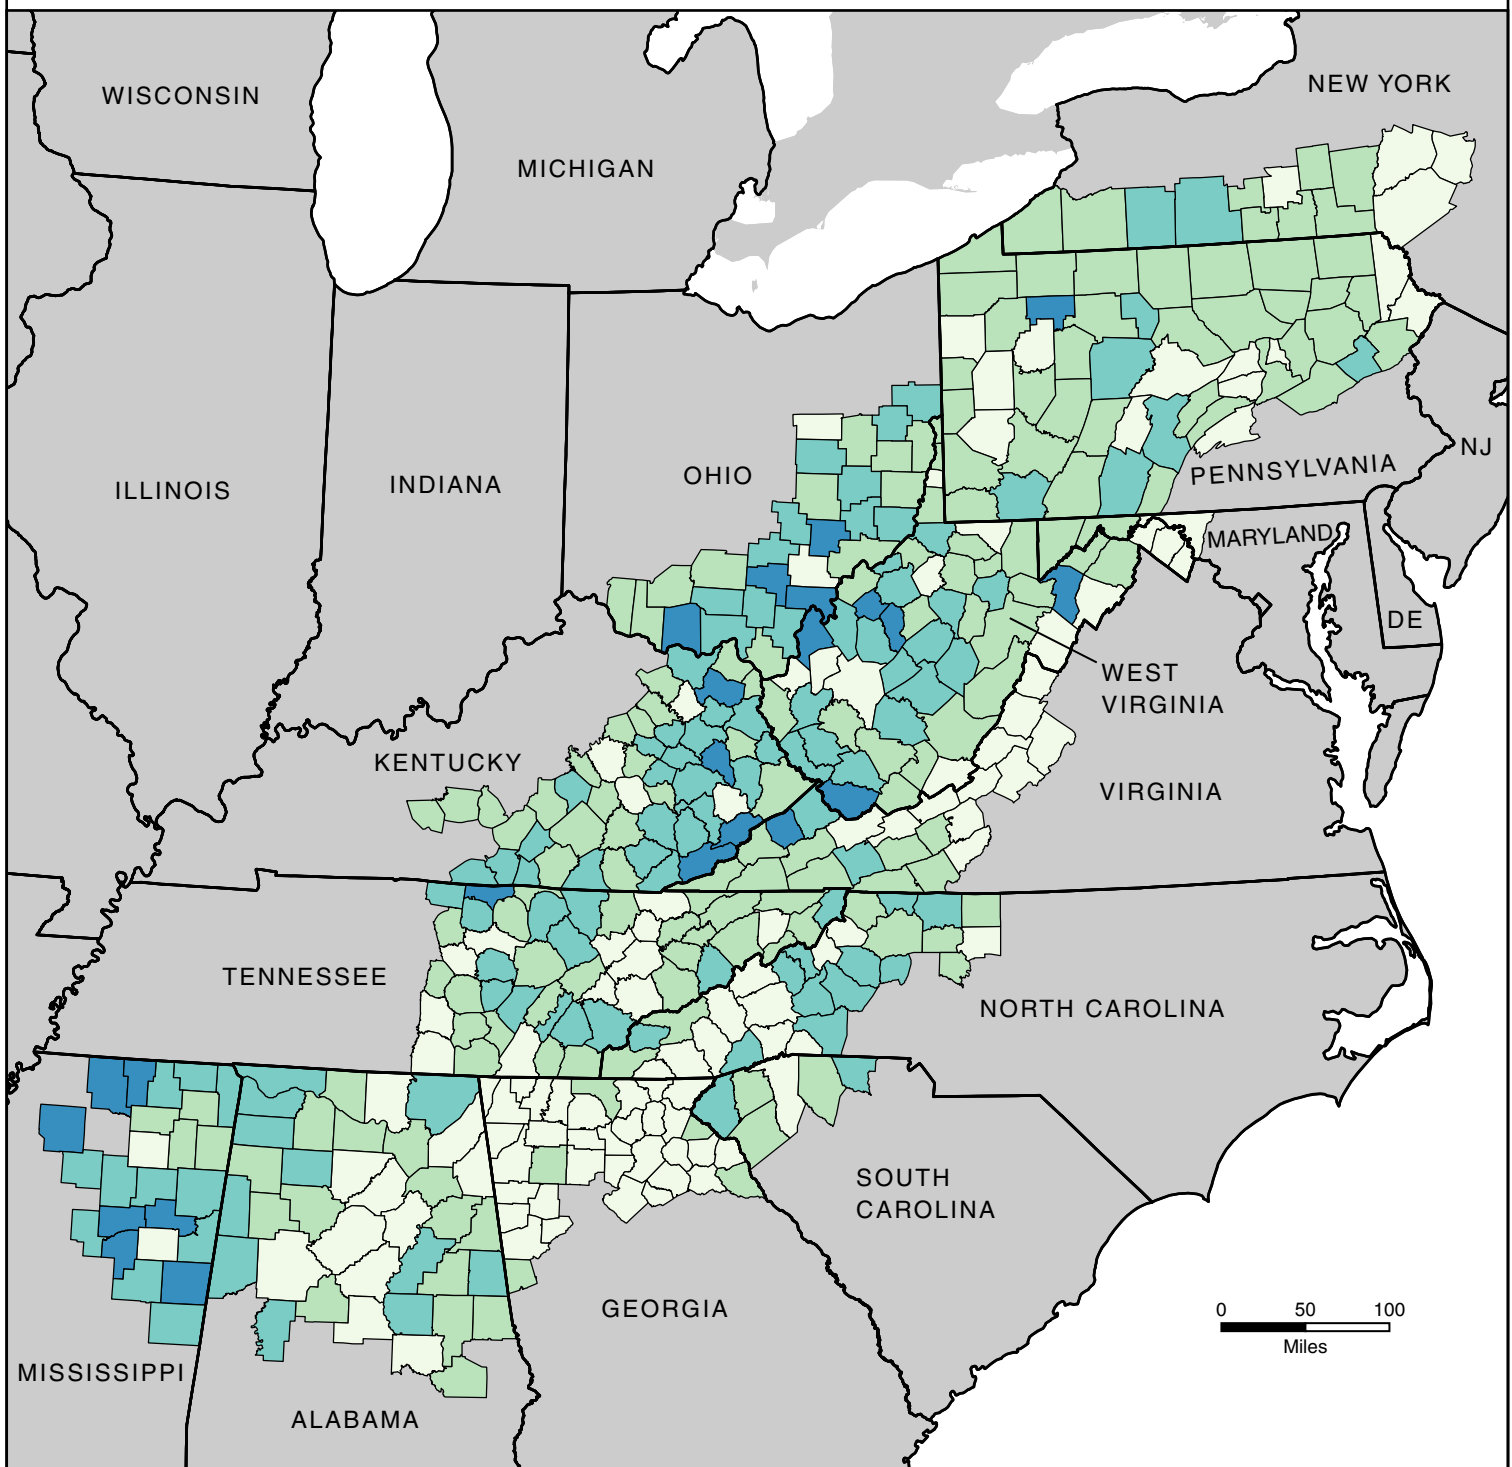 WISCONSIN
NEW YORK
MICHIGAN
ILLINOIS
INDIANA
OHIO
PENNSYLVANIA
NJ
MARYLAND
DE
WEST
VIRGINIA
KENTUCKY
VIRGINIA
TENNESSEE
NORTH CAROLINA
SOUTH
CAROLINA
GEORGIA
MISSISSIPPI
ALABAMA
0 50 100
Miles